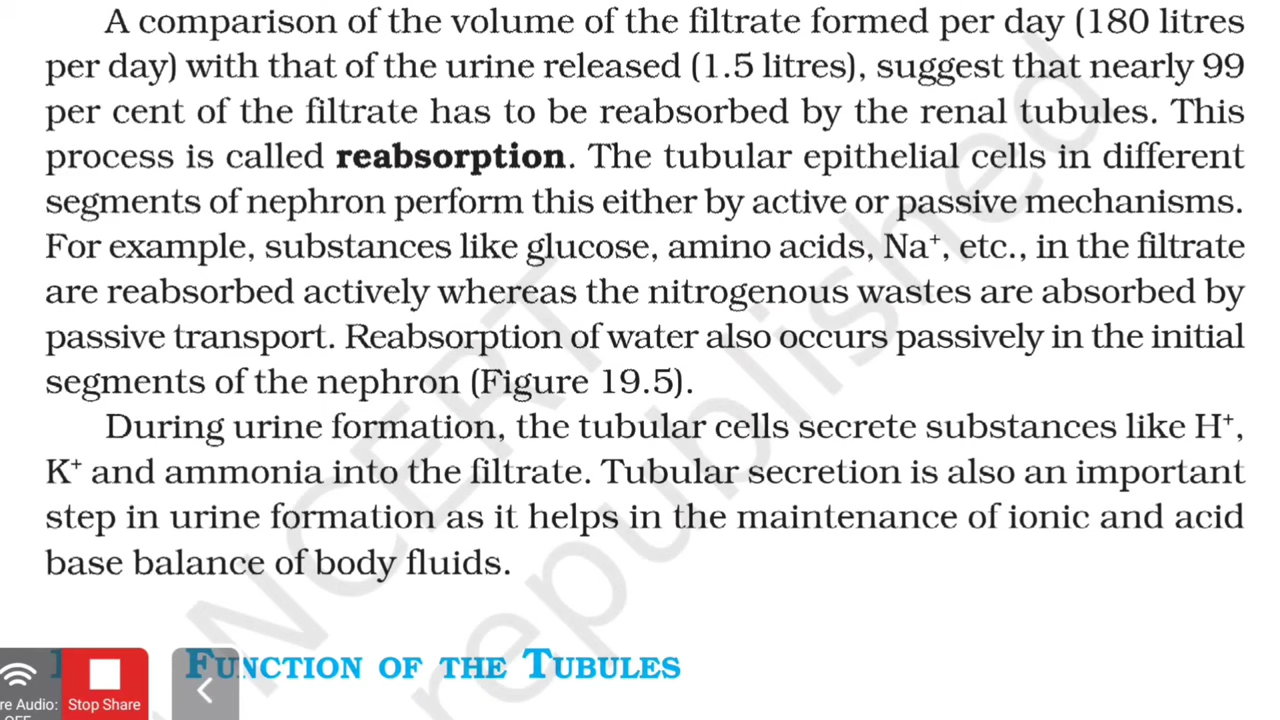 A comparison of the volume of the filtrate formed per day (180 litres
per day) with that of the urine released (1.5 litres), suggest that nearly 99
per cent of the filtrate has to be reabsorbed by the renal tubules. This
process is called reabsorption. The tubular epithelial cells in different
segments of nephron perform this either by active or passive mechanisms.
For example, substances like glucose, amino acids, Na⁺, etc., in the filtrate
are reabsorbed actively whereas the nitrogenous wastes are absorbed by
passive transport. Reabsorption of water also occurs passively in the initial
segments of the nephron (Figure 19.5).
During urine formation, the tubular cells secrete substances like H⁺,
K⁺ and ammonia into the filtrate. Tubular secretion is also an important
step in urine formation as it helps in the maintenance of ionic and acid
base balance of body fluids.
FUNCTION OF THE TUBULES
re Audio:
Stop Share
NCERT
republished